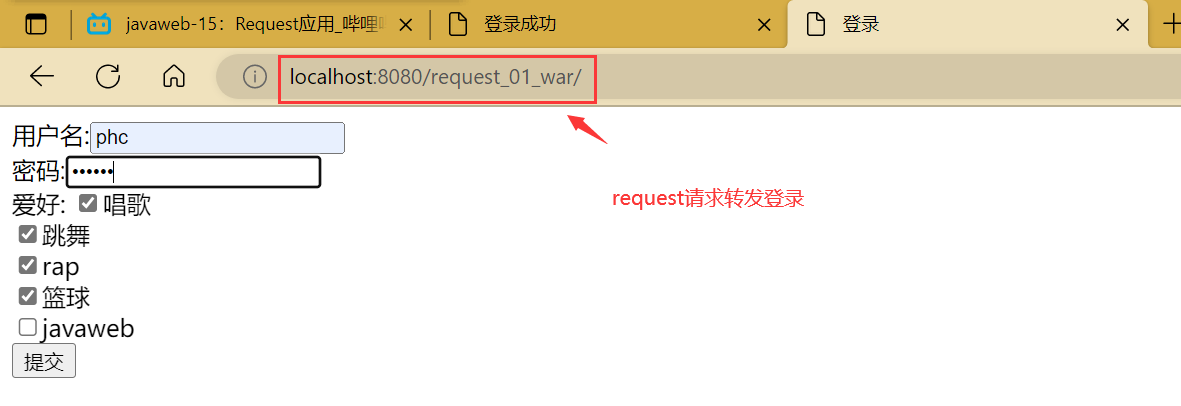 javaweb-15：Request应用_哔哩
登录成功
登录
localhost:8080/request_01_war/
用户名:phc
密码:••••••
request请求转发登录
爱好: 唱歌
跳舞
rap
篮球
javaweb
提交